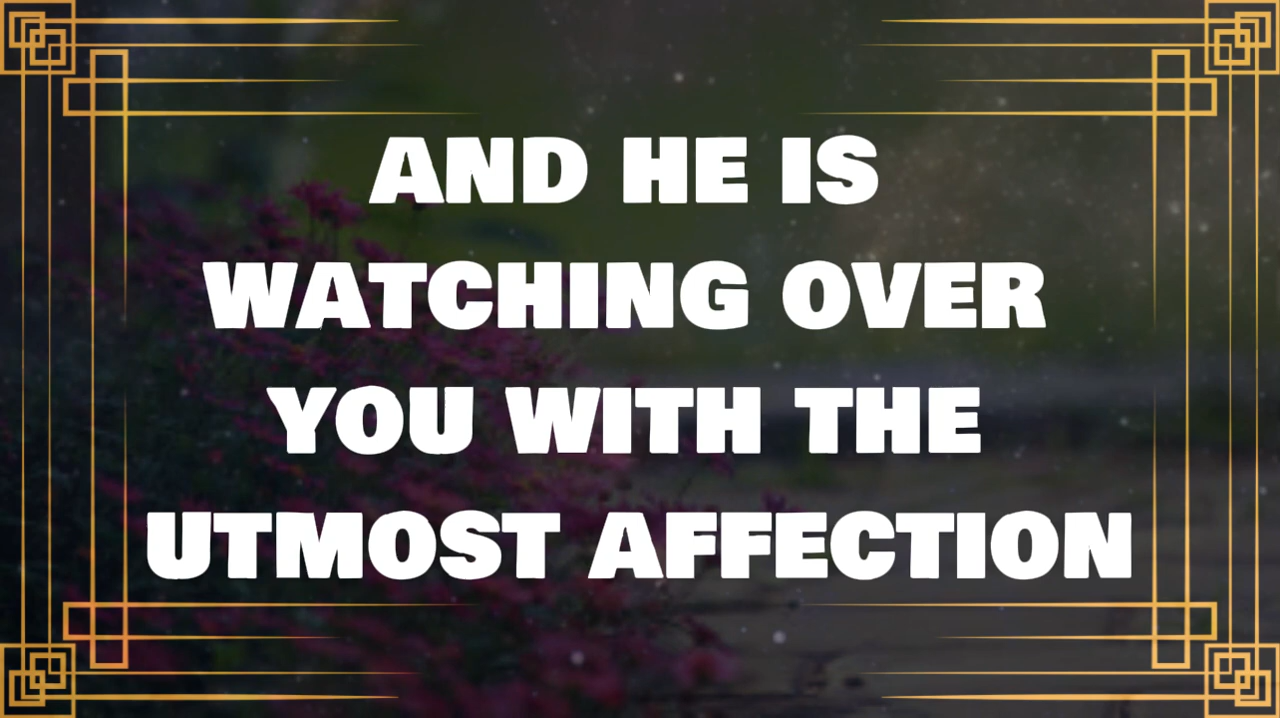 AND HE IS
WATCHING OVER
YOU WITH THE
UTMOST AFFECTION